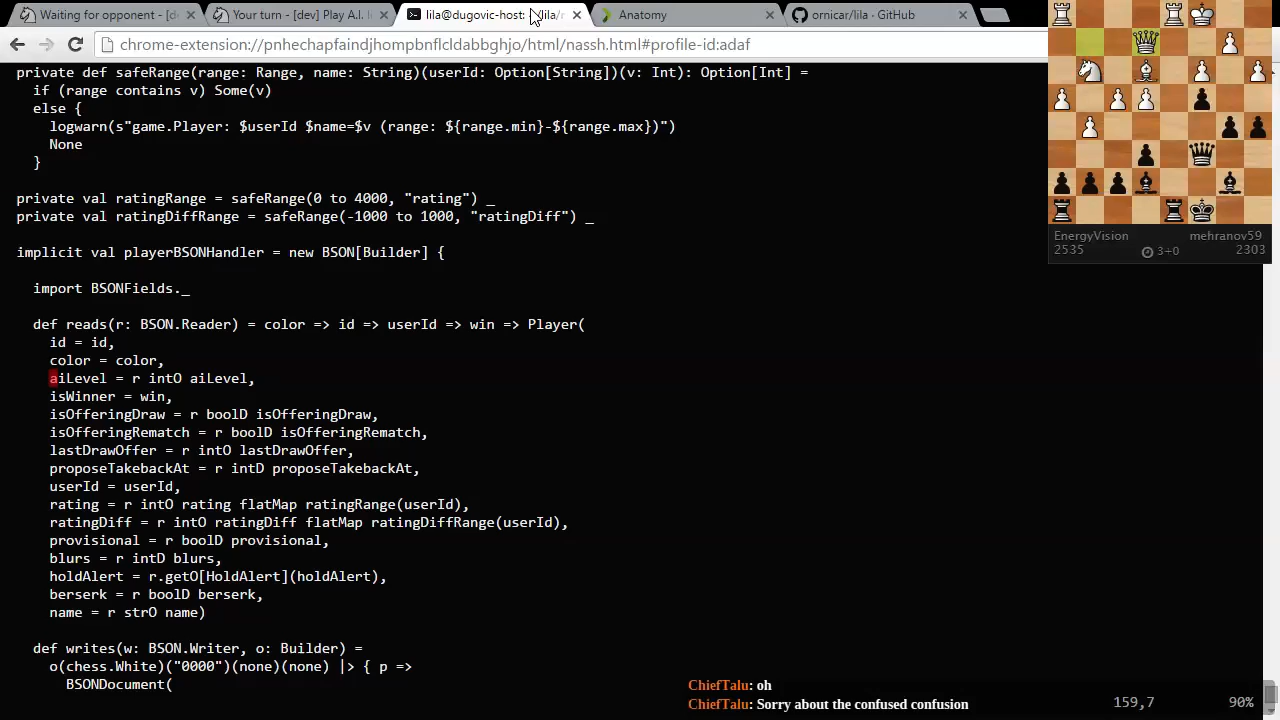 Waiting for opponent - [de
Your turn - [dev] Play A.I. l
lila@dugovic-host: 
Anatomy
ornicar/lila - GitHub
chrome-extension://pnhechapfaindjhompbnflcldabbghjo/html/nassh.html#profile-id:adaf
private def safeRange(range: Range, name: String)(userId: Option[String])(v: Int): Option[Int] =
if (range contains v) Some(v)
else {
logwarn(s"game.Player: $userId $name=$v (range: ${range.min}-${range.max})")
None
}
private val ratingRange = safeRange(0 to 4000, "rating") _
private val ratingDiffRange = safeRange(-1000 to 1000, "ratingDiff") _
implicit val playerBSONHandler = new BSON[Builder] {
import BSONFields._
def reads(r: BSON.Reader) = color => id => userId => win => Player(
id = id,
color = color,
aiLevel = r intO aiLevel,
isWinner = win,
isOfferingDraw = r boolD isOfferingDraw,
isOfferingRematch = r boolD isOfferingRematch,
lastDrawOffer = r intO lastDrawOffer,
proposeTakebackAt = r intD proposeTakebackAt,
userId = userId,
rating = r intO rating flatMap ratingRange(userId),
ratingDiff = r intO ratingDiff flatMap ratingDiffRange(userId),
provisional = r boolD provisional,
blurs = r intD blurs,
holdAlert = r.getO[HoldAlert](holdAlert),
berserk = r boolD berserk,
name = r strO name)
def writes(w: BSON.Writer, o: Builder) =
o(chess.White)("0000")(none)(none) |> { p =>
BSONDocument(
EnergyVision mehranov59
2535 3+0 2303
ChiefTalu: oh
ChiefTalu: Sorry about the confused confusion
159,7 90%